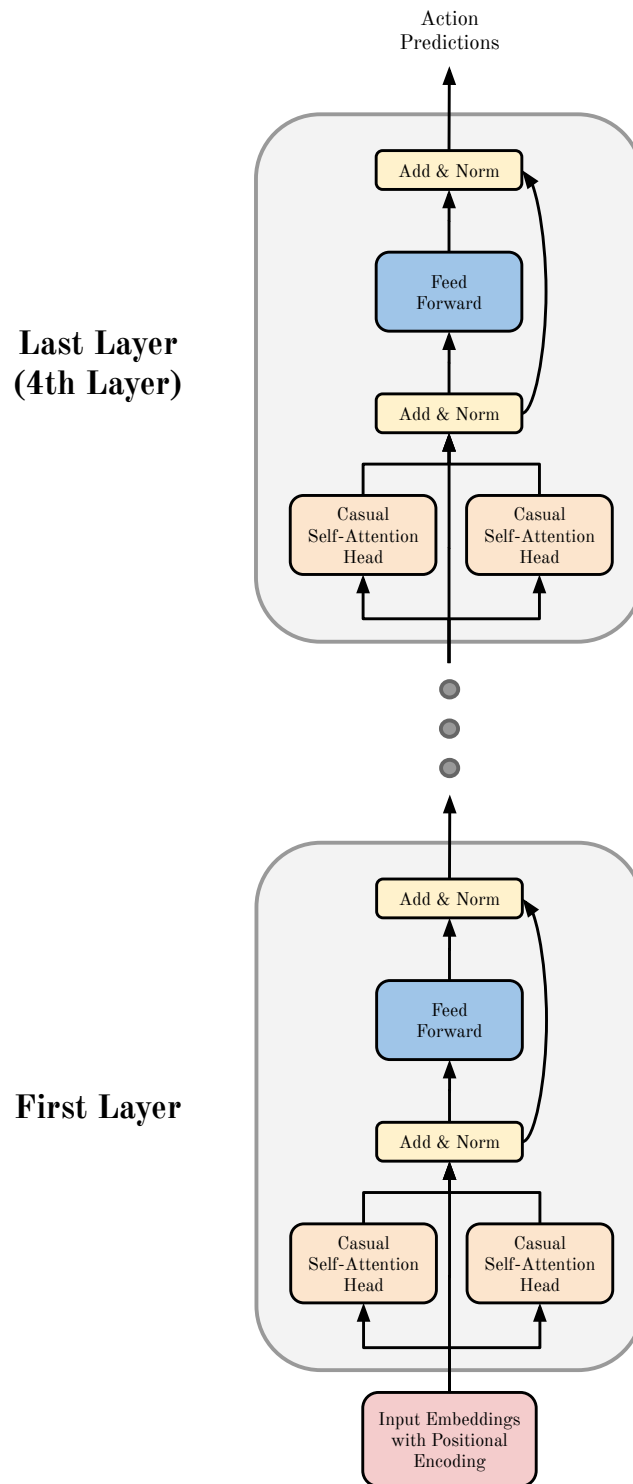 Action
Predictions
Add & Norm
Feed
Forward
Last Layer
(4th Layer)
Add & Norm
Casual
Self-Attention
Head
Casual
Self-Attention
Head
Add & Norm
Feed
Forward
First Layer
Add & Norm
Casual
Self-Attention
Head
Casual
Self-Attention
Head
Input Embeddings
with Positional
Encoding